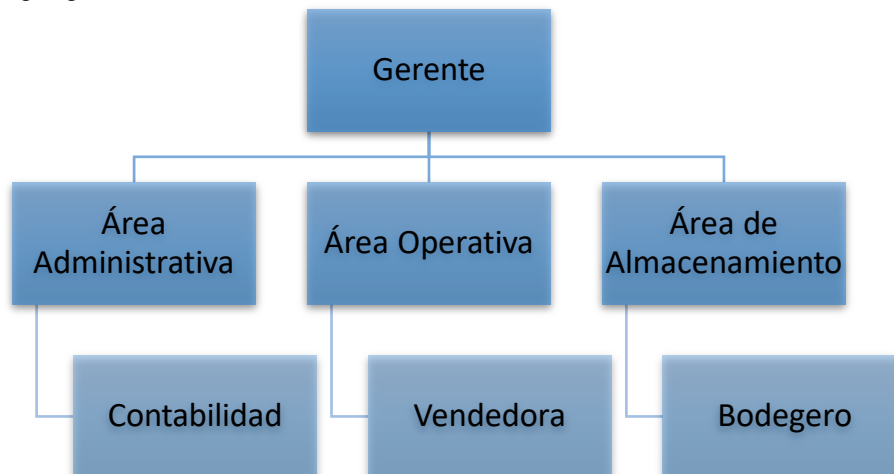 Gerente
Área
Administrativa
Área Operativa
Área de
Almacenamiento
Contabilidad
Vendedora
Bodegero